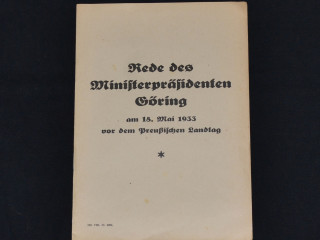 Rede des
Ministerpräsidenten
Göring
am 18. Mai 1933
vor dem Preußischen Landtag
*